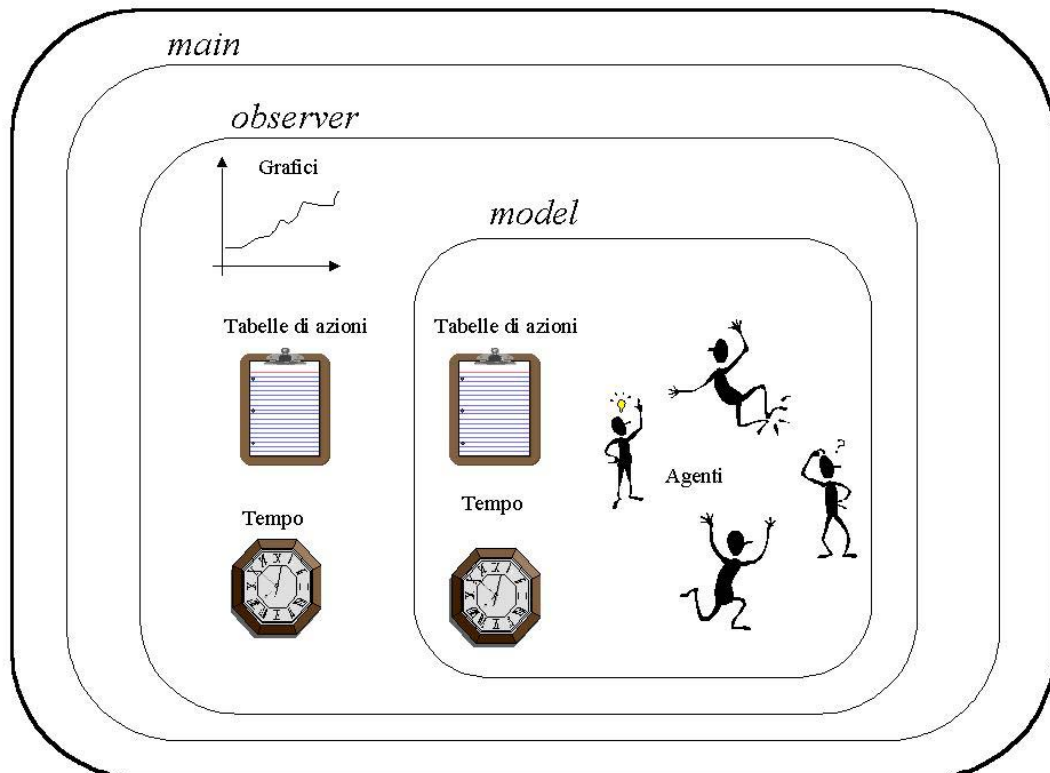 main
observer
Grafici
model
Tabelle di azioni
Tabelle di azioni
Agenti
Tempo
Tempo